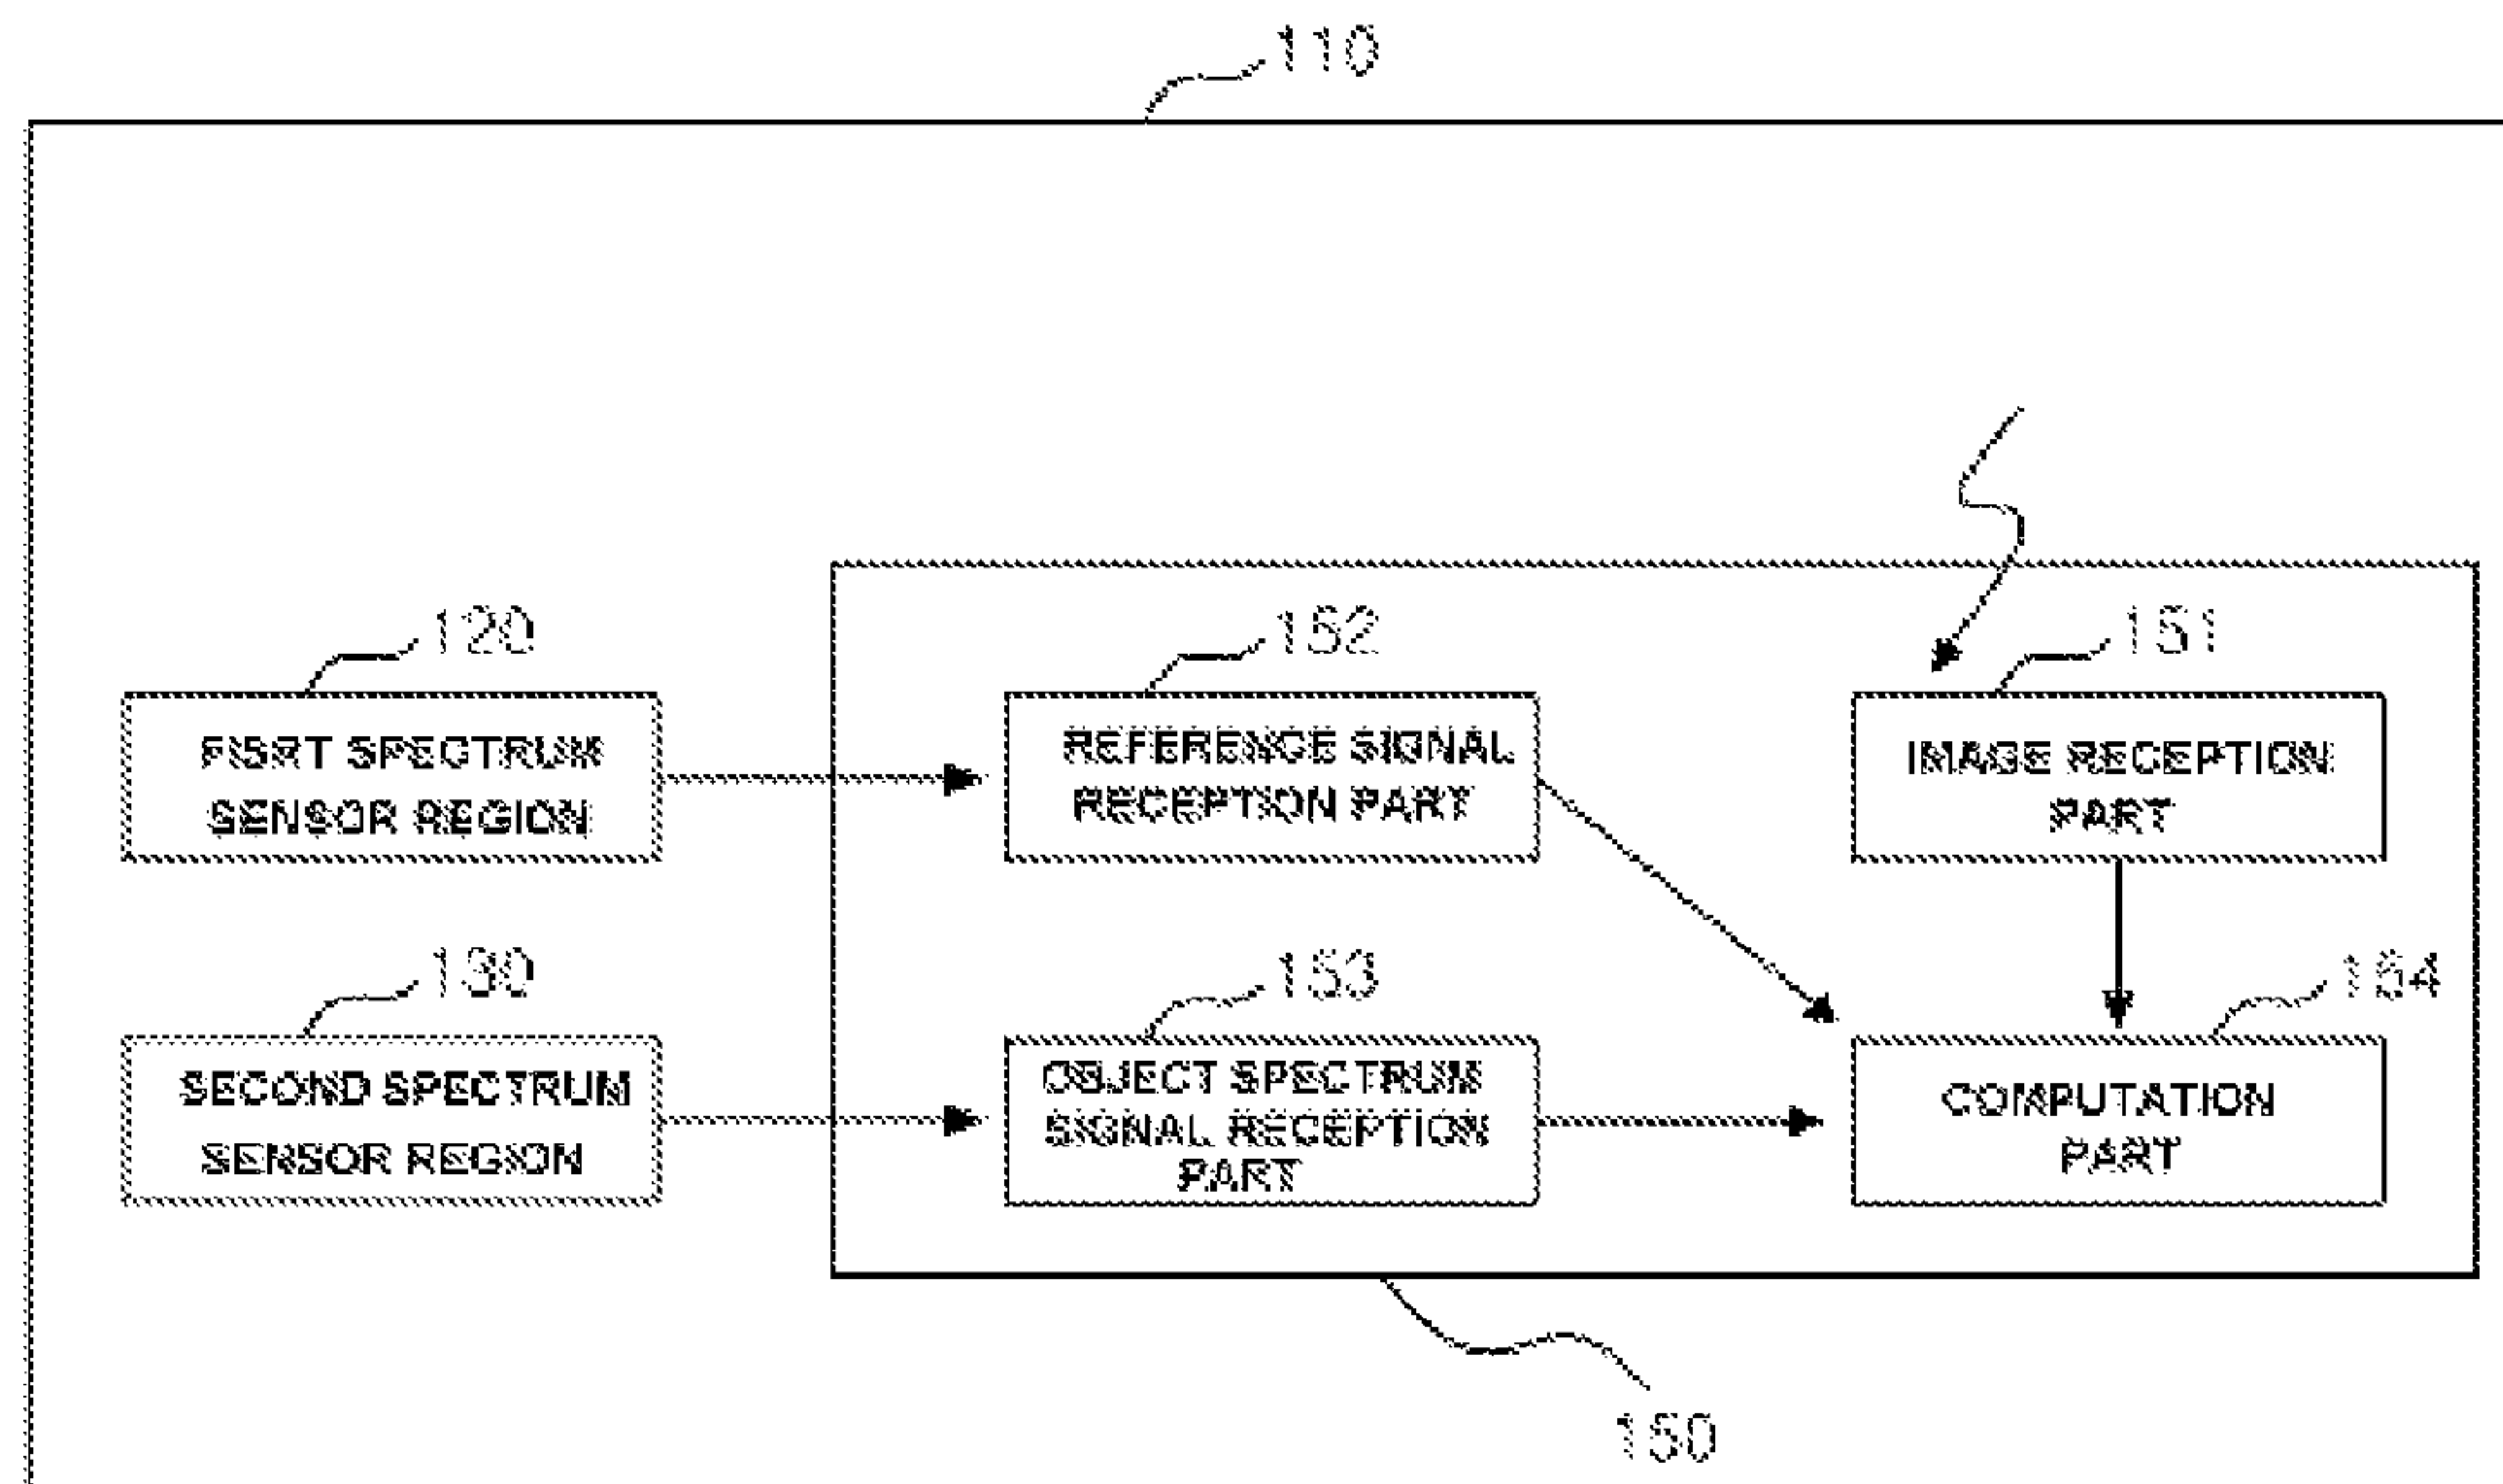 110
120
152
151
FISRT SPECTRUM
SENSOR REGION
REFERENCE SIGNAL
RECEPTION PART
IMAGE RECEPTION
PART
130
153
154
SECOND SPECTRUM
SENSOR REGION
OBJECT SPECTRUM
SIGNAL RECEPTION
PART
COMPUTATION
PART
150